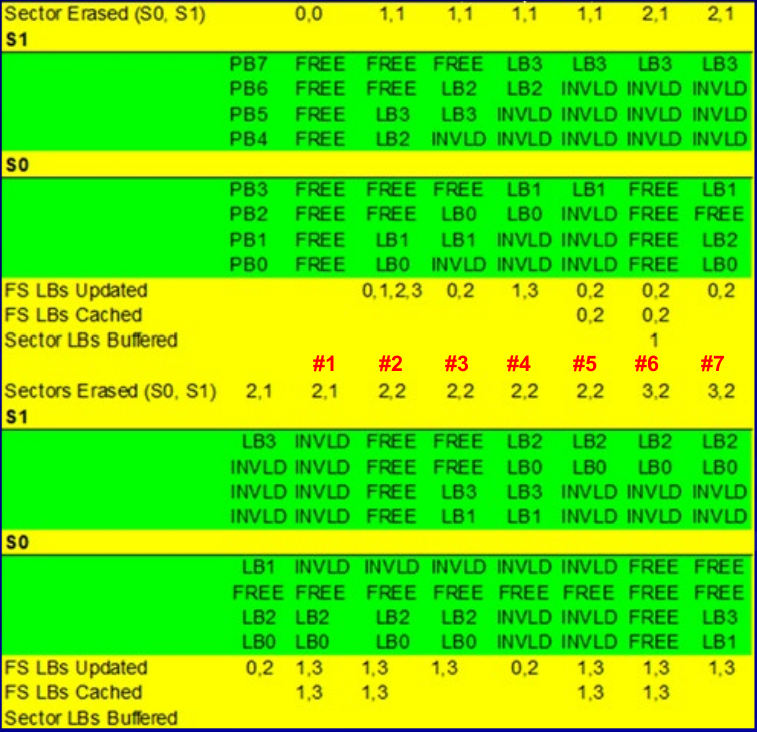 Sector Erased (S0, S1) 0,0 1,1 1,1 1,1 1,1 2,1 2,1
S1
PB7 FREE FREE FREE LB3 LB3 LB3 LB3
PB6 FREE FREE LB2 LB2 INVLD INVLD INVLD
PB5 FREE LB3 LB3 INVLD INVLD INVLD INVLD
PB4 FREE LB2 INVLD INVLD INVLD INVLD INVLD
S0
PB3 FREE FREE FREE LB1 LB1 FREE LB1
PB2 FREE FREE LB0 LB0 INVLD FREE FREE
PB1 FREE LB1 LB1 INVLD INVLD FREE LB2
PB0 FREE LB0 INVLD INVLD INVLD FREE LB0
FS LBs Updated 0,1,2,3 0,2 1,3 0,2 0,2 0,2
FS LBs Cached 0,2 0,2
Sector LBs Buffered 1
#1 #2 #3 #4 #5 #6 #7
Sectors Erased (S0, S1) 2,1 2,1 2,2 2,2 2,2 2,2 3,2 3,2
S1
LB3 INVLD FREE FREE LB2 LB2 LB2 LB2
INVLD INVLD FREE FREE LB0 LB0 LB0 LB0
INVLD INVLD FREE LB3 LB3 INVLD INVLD INVLD
INVLD INVLD FREE LB1 LB1 INVLD INVLD INVLD
S0
LB1 INVLD INVLD INVLD INVLD INVLD FREE FREE
FREE FREE FREE FREE FREE FREE FREE FREE
LB2 LB2 LB2 LB2 INVLD INVLD FREE LB3
LB0 LB0 LB0 LB0 INVLD INVLD FREE LB1
FS LBs Updated 0,2 1,3 1,3 1,3 0,2 1,3 1,3 1,3
FS LBs Cached 1,3 1,3 1,3 1,3
Sector LBs Buffered